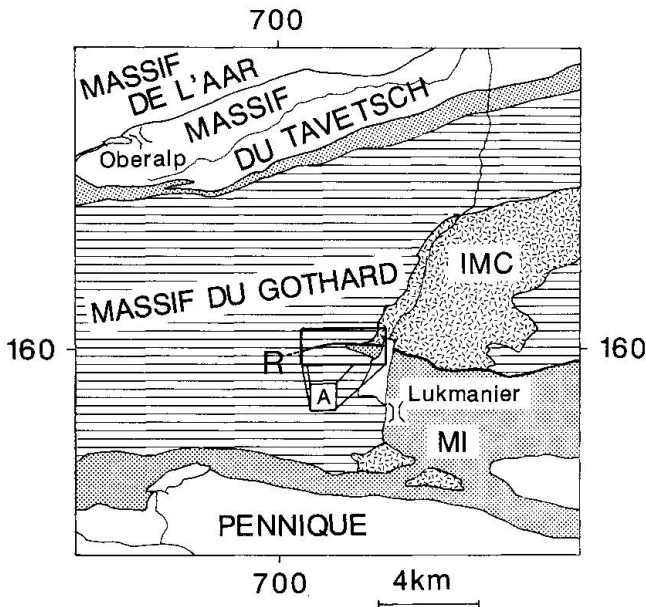 700
MASSIF
DE L'AAR
MASSIF
DU TAVETSCH
Oberalp
IMC
MASSIF DU GOTHARD
160
160
R
A
Lukmanier
MI
PENNIQUE
700
4km